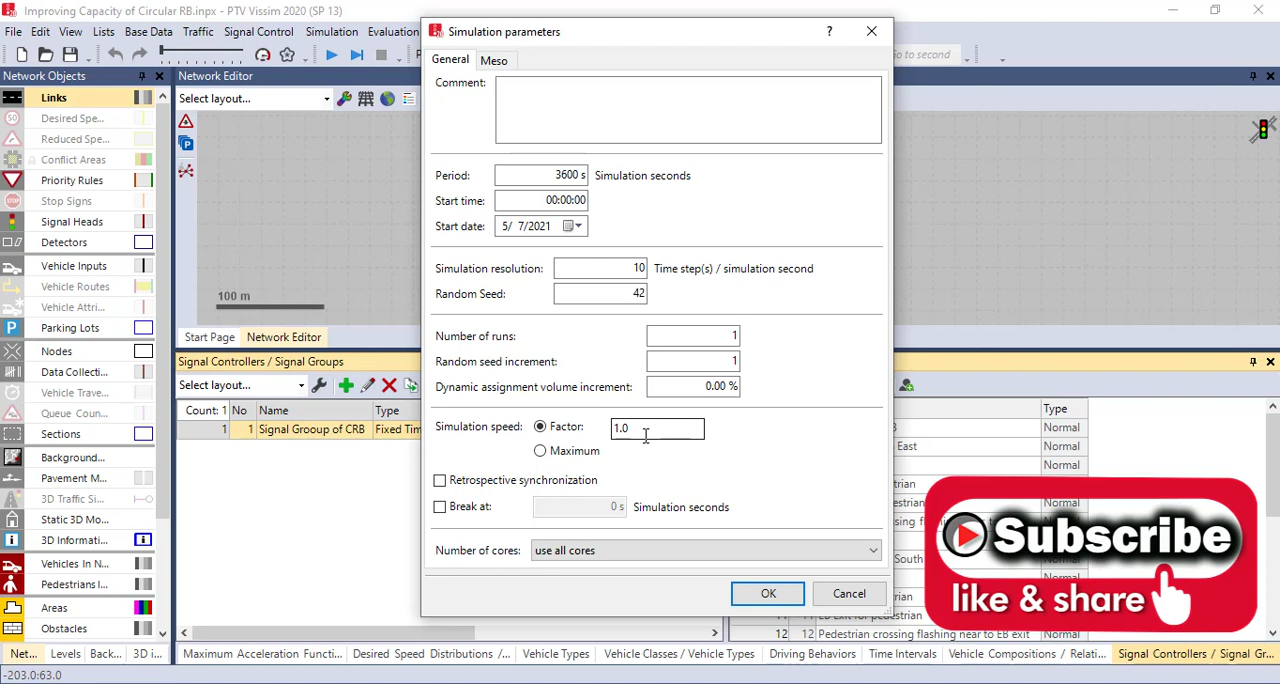 Improving Capacity of Circular RB.inpx - PTV Vissim 2020 (SP 13)
File Edit View Lists Base Data Traffic Signal Control Simulation Evaluation
Go to second
Network Objects
Network Editor
Select layout...
Links
Desired Spe...
Reduced Spe...
Conflict Areas
Priority Rules
Stop Signs
Signal Heads
Detectors
Vehicle Inputs
Vehicle Routes
Vehicle Attri...
Parking Lots
Nodes
Data Collecti...
Vehicle Trave...
Queue Coun...
Sections
Background...
Pavement M...
3D Traffic Si...
Static 3D Mo...
3D Informati...
Vehicles In N...
Pedestrians I...
Areas
Obstacles
Net... Levels Back... 3D i...
100 m
Start Page Network Editor
Signal Controllers / Signal Groups
Select layout...
Count: 1 No Name Type
1 1 Signal Grooup of CRB Fixed Tim
Simulation parameters
General Meso
Comment:
Period: 3600 s Simulation seconds
Start time: 00:00:00
Start date: 5/ 7/2021
Simulation resolution: 10 Time step(s) / simulation second
Random Seed: 42
Number of runs: 1
Random seed increment: 1
Dynamic assignment volume increment: 0.00 %
Simulation speed: Factor: 1.0
Maximum
Retrospective synchronization
Break at: 0 s Simulation seconds
Number of cores: use all cores
OK Cancel
Type
Normal
East Normal
Normal
Normal
Normal
South
12 12 Pedestrian crossing flashing near to EB exit Normal
Subscribe
like & share
Maximum Acceleration Functi... Desired Speed Distributions /... Vehicle Types Vehicle Classes / Vehicle Types Driving Behaviors Time Intervals Vehicle Compositions / Relati... Signal Controllers / Signal Gr...
-203.0:63.0